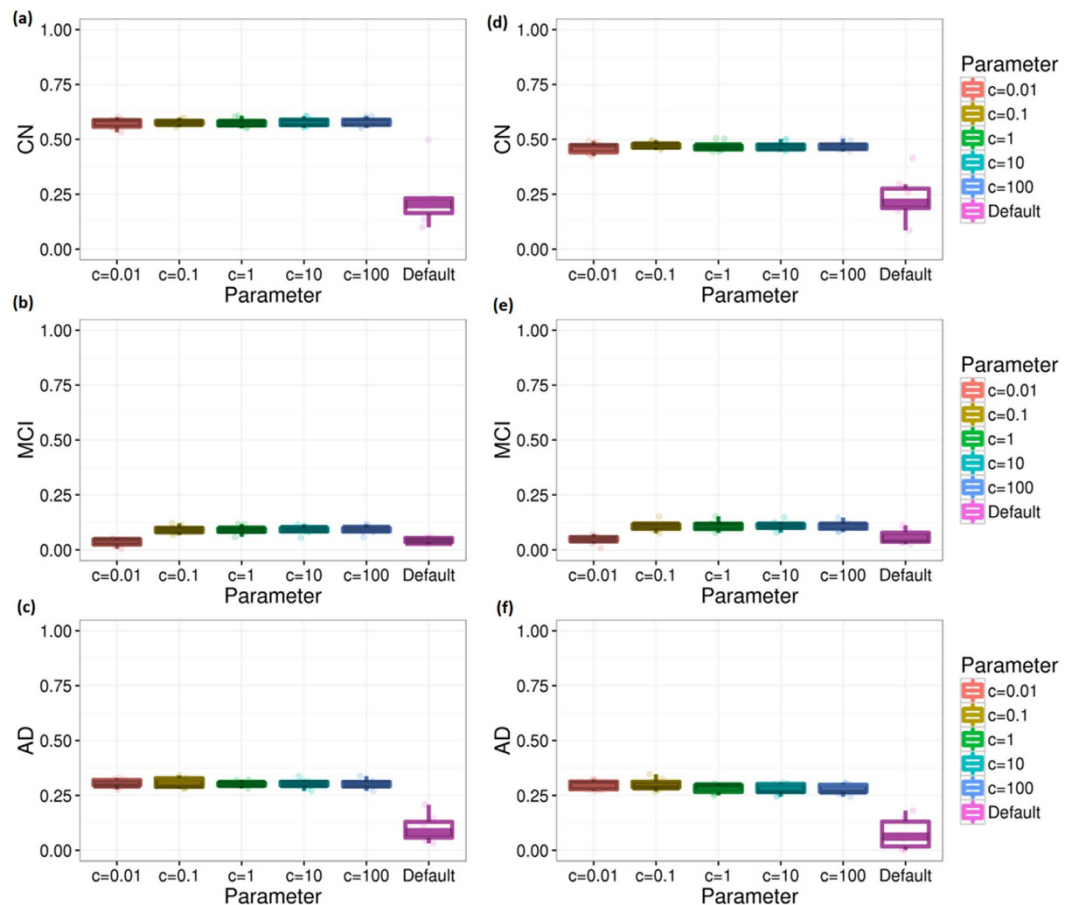 (a)
1.00
0.75
0.50
0.25
0.00
CN
c=0.01 c=0.1 c=1 c=10 c=100 Default
Parameter
(d)
1.00
0.75
0.50
0.25
0.00
CN
c=0.01 c=0.1 c=1 c=10 c=100 Default
Parameter
Parameter
c=0.01
c=0.1
c=1
c=10
c=100
Default
(b)
1.00
0.75
0.50
0.25
0.00
MCI
c=0.01 c=0.1 c=1 c=10 c=100 Default
Parameter
(e)
1.00
0.75
0.50
0.25
0.00
MCI
c=0.01 c=0.1 c=1 c=10 c=100 Default
Parameter
Parameter
c=0.01
c=0.1
c=1
c=10
c=100
Default
(c)
1.00
0.75
0.50
0.25
0.00
AD
c=0.01 c=0.1 c=1 c=10 c=100 Default
Parameter
(f)
1.00
0.75
0.50
0.25
0.00
AD
c=0.01 c=0.1 c=1 c=10 c=100 Default
Parameter
Parameter
c=0.01
c=0.1
c=1
c=10
c=100
Default